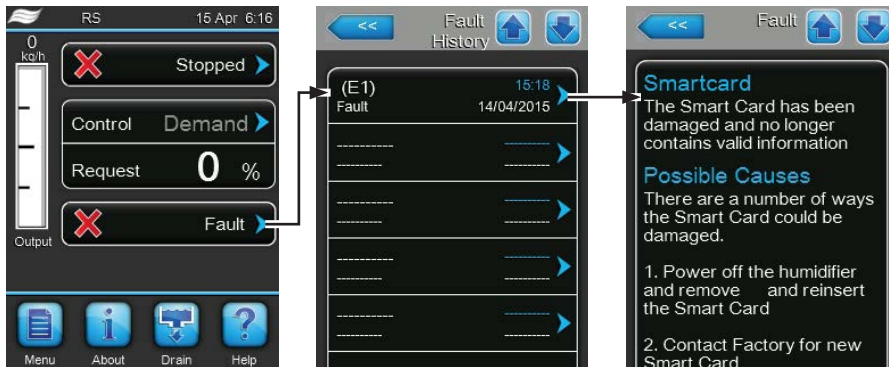 RS 15 Apr 6:16
0
kg/h
Stopped
Control Demand
Request 0 %
Fault
Output
Menu About Drain Help
<< Fault
History
(E1) 15:18
Fault 14/04/2015
---------- ----------
---------- ----------
---------- ----------
---------- ----------
---------- ----------
---------- ----------
---------- ----------
---------- ----------
<< Fault
Smartcard
The Smart Card has been
damaged and no longer
contains valid information
Possible Causes
There are a number of ways
the Smart Card could be
damaged.
1. Power off the humidifier
and remove and reinsert
the Smart Card
2. Contact Factory for new
Smart Card